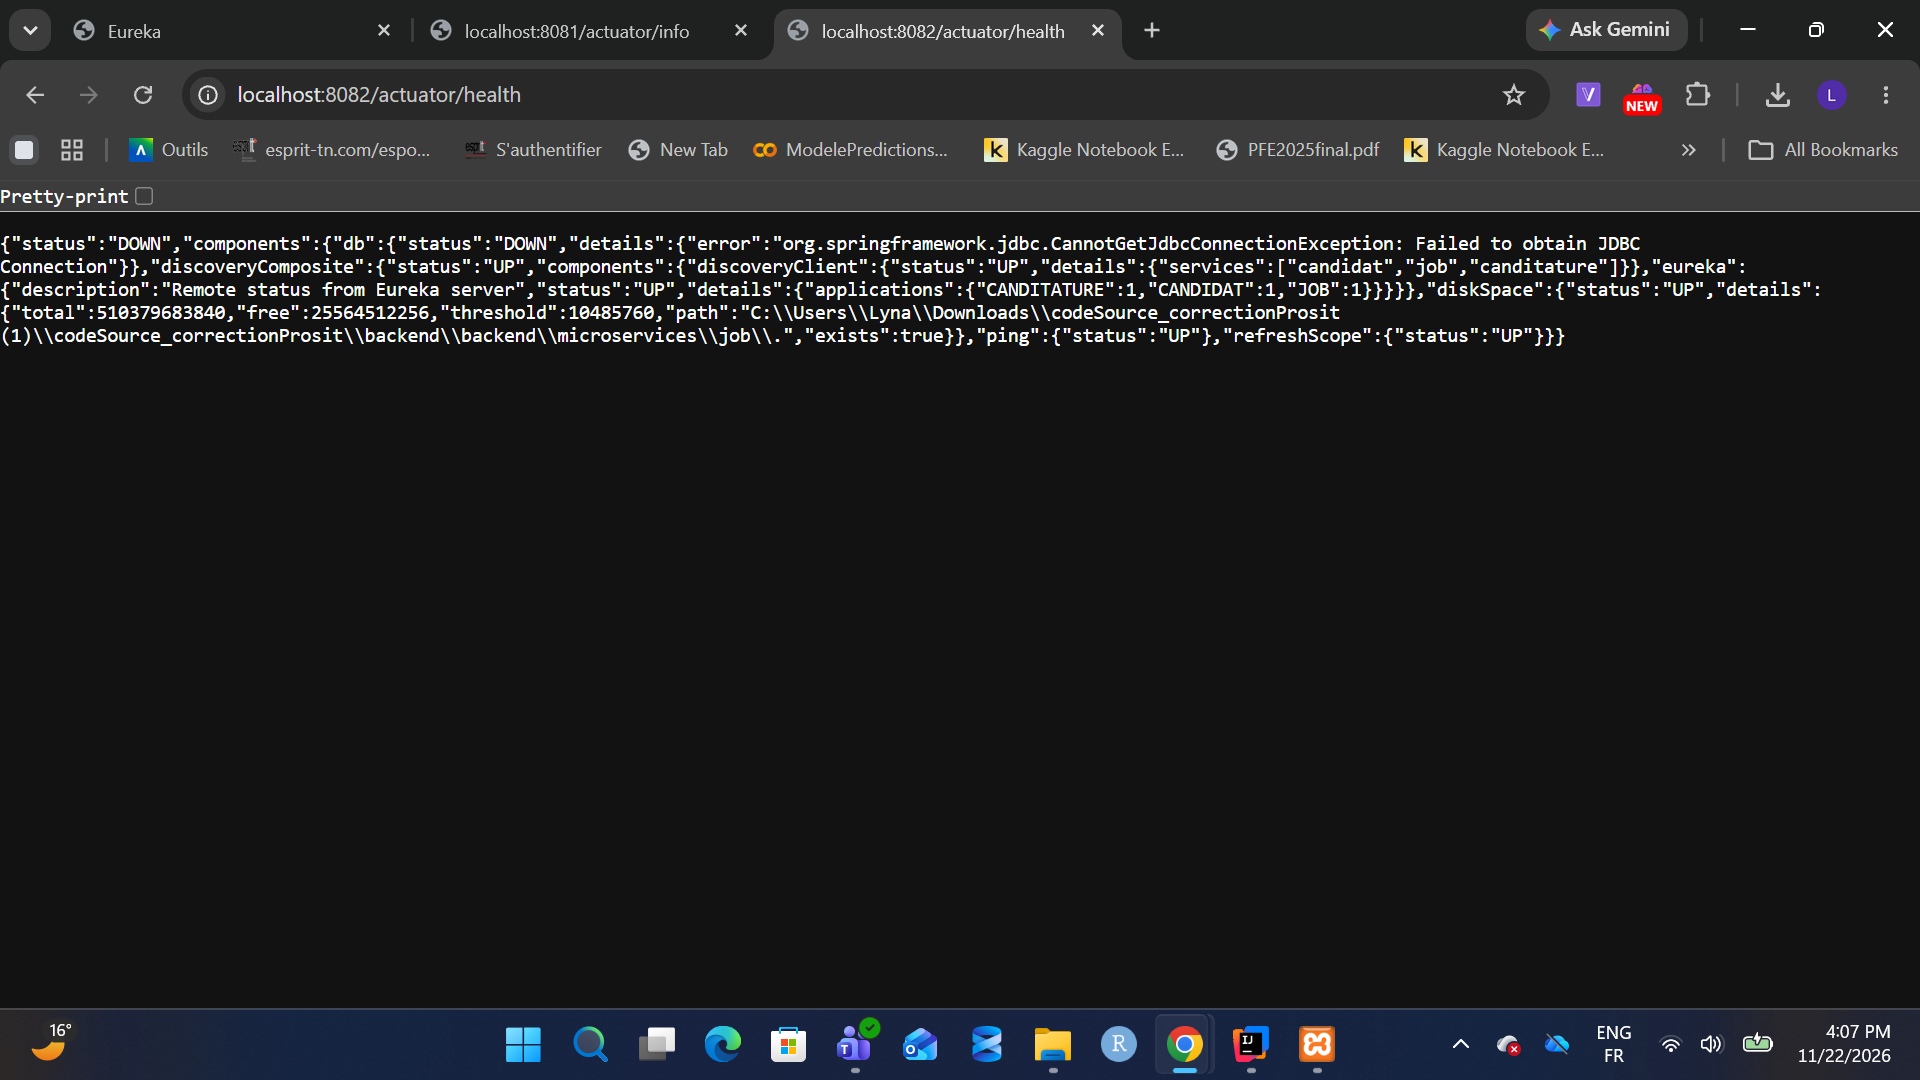 Eureka
localhost:8081/actuator/info
localhost:8082/actuator/health
Ask Gemini
localhost:8082/actuator/health
V
NEW
L
Outils
esprit-tn.com/espo...
S'authentifier
New Tab
ModelePredictions...
Kaggle Notebook E...
PFE2025final.pdf
Kaggle Notebook E...
All Bookmarks
Pretty-print
{"status":"DOWN","components":{"db":{"status":"DOWN","details":{"error":"org.springframework.jdbc.CannotGetJdbcConnectionException: Failed to obtain JDBC
Connection"}},"discoveryComposite":{"status":"UP","components":{"discoveryClient":{"status":"UP","details":{"services":["candidat","job","canditature"]}},"eureka":
{"description":"Remote status from Eureka server","status":"UP","details":{"applications":{"CANDITATURE":1,"CANDIDAT":1,"JOB":1}}}}},"diskSpace":{"status":"UP","details":
{"total":510379683840,"free":25564512256,"threshold":10485760,"path":"C:\\Users\\Lyna\\Downloads\\codeSource_correctionProsit
(1)\\codeSource_correctionProsit\\backend\\backend\\microservices\\job\\.","exists":true}},"ping":{"status":"UP"},"refreshScope":{"status":"UP"}}}
16°
ENG
FR
4:07 PM
11/22/2026